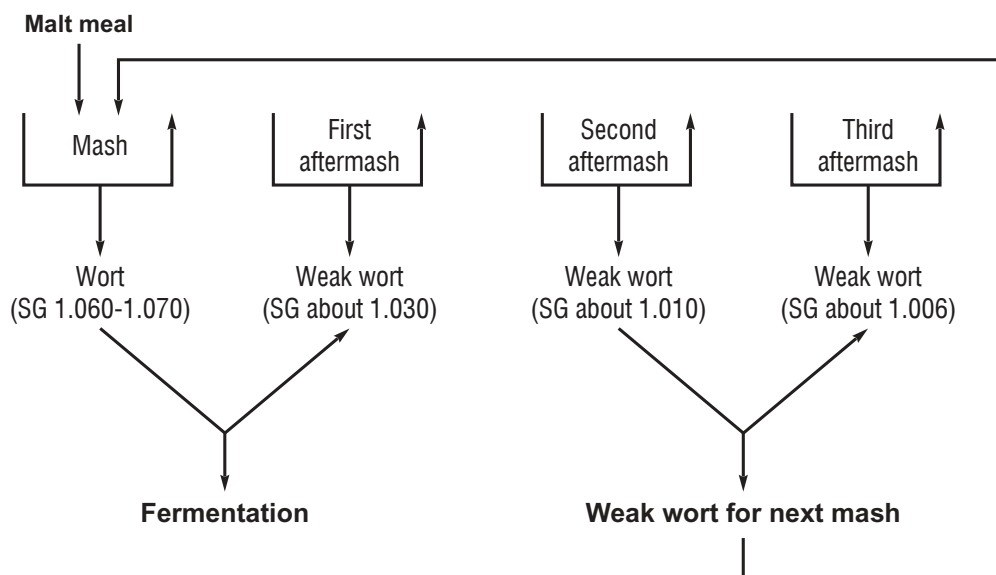 Malt meal
Mash
First
aftermash
Second
aftermash
Third
aftermash
Wort
(SG 1.060-1.070)
Weak wort
(SG about 1.030)
Weak wort
(SG about 1.010)
Weak wort
(SG about 1.006)
Fermentation
Weak wort for next mash